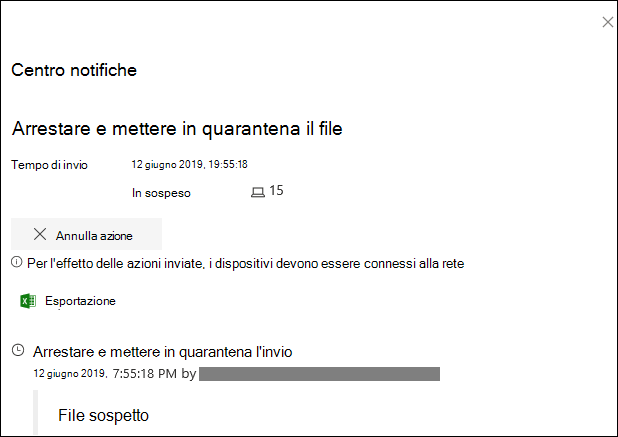 Centro notifiche
Arrestare e mettere in quarantena il file
Tempo di invio 12 giugno 2019, 19:55:18
In sospeso 15
Annulla azione
Per l'effetto delle azioni inviate, i dispositivi devono essere connessi alla rete
Esportazione
Arrestare e mettere in quarantena l'invio
12 giugno 2019, 7:55:18 PM by
File sospetto